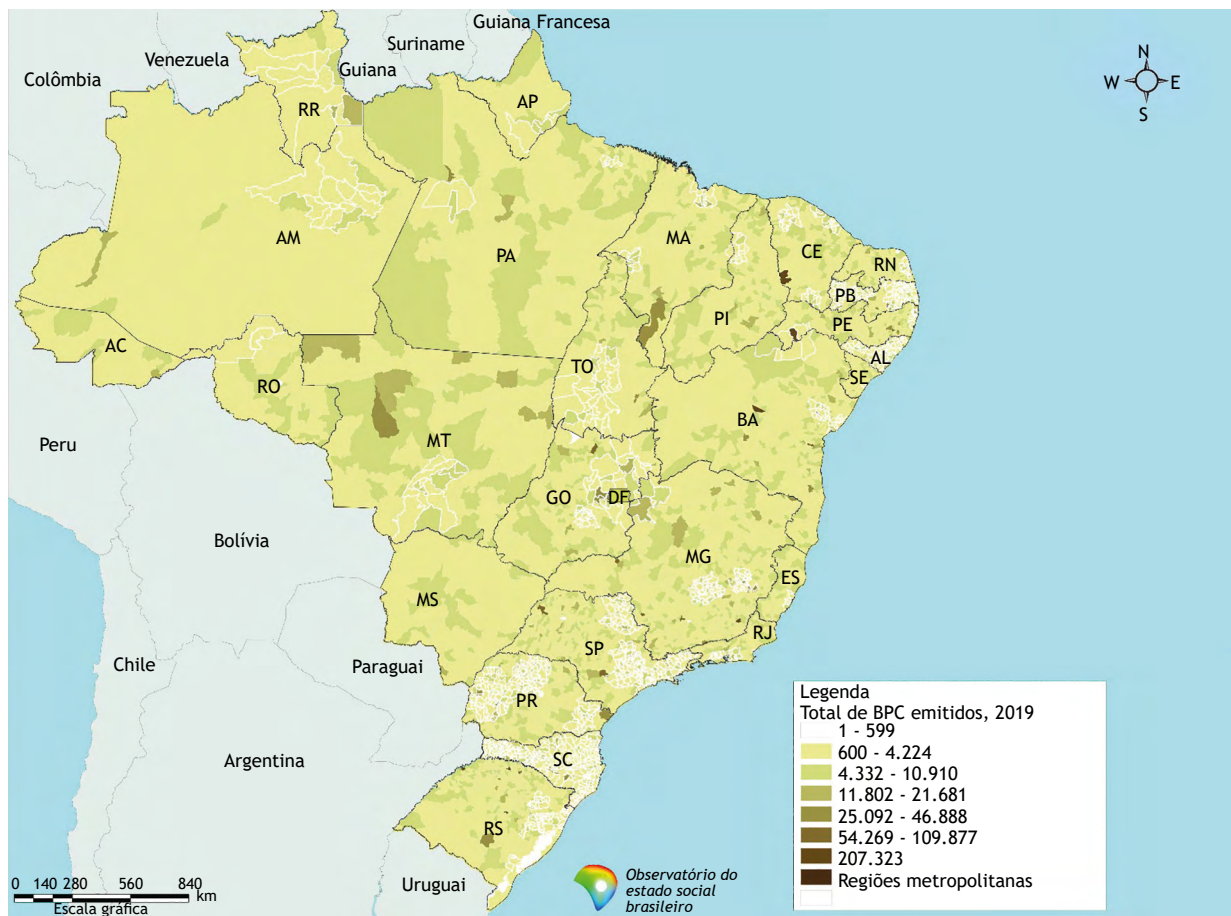 Guiana Francesa
Suriname
Venezuela
Guiana
Colômbia
N
W E
S
RR
AP
AM
PA
MA
CE
RN
PB
PE
PI
AL
SE
AC
RO
TO
BA
MT
Peru
GO
DF
Bolívia
MG
ES
MS
RJ
SP
Chile
Paraguai
PR
SC
Argentina
RS
Uruguai
Legenda
Total de BPC emitidos, 2019
1 - 599
600 - 4.224
4.332 - 10.910
11.802 - 21.681
25.092 - 46.888
54.269 - 109.877
207.323
Regiões metropolitanas
0 140 280 560 840
km
Escala gráfica
Observatório do
estado social
brasileiro